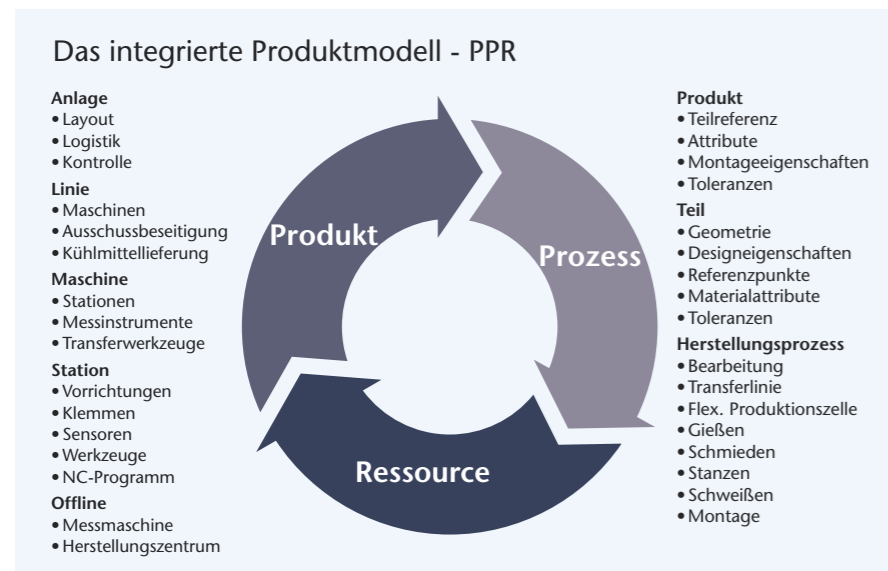 Das integrierte Produktmodell - PPR
Anlage
• Layout
• Logistik
• Kontrolle
Linie
• Maschinen
• Ausschussbeseitigung
• Kühlmittellieferung
Maschine
• Stationen
• Messinstrumente
• Transferwerkzeuge
Station
• Vorrichtungen
• Klemmen
• Sensoren
• Werkzeuge
• NC-Programm
Offline
• Messmaschine
• Herstellungszentrum
Produkt
Prozess
Ressource
Produkt
• Teilreferenz
• Attribute
• Montageeigenschaften
• Toleranzen
Teil
• Geometrie
• Designeigenschaften
• Referenzpunkte
• Materialattribute
• Toleranzen
Herstellungsprozess
• Bearbeitung
• Transferlinie
• Flex. Produktionszelle
• Gießen
• Schmieden
• Stanzen
• Schweißen
• Montage